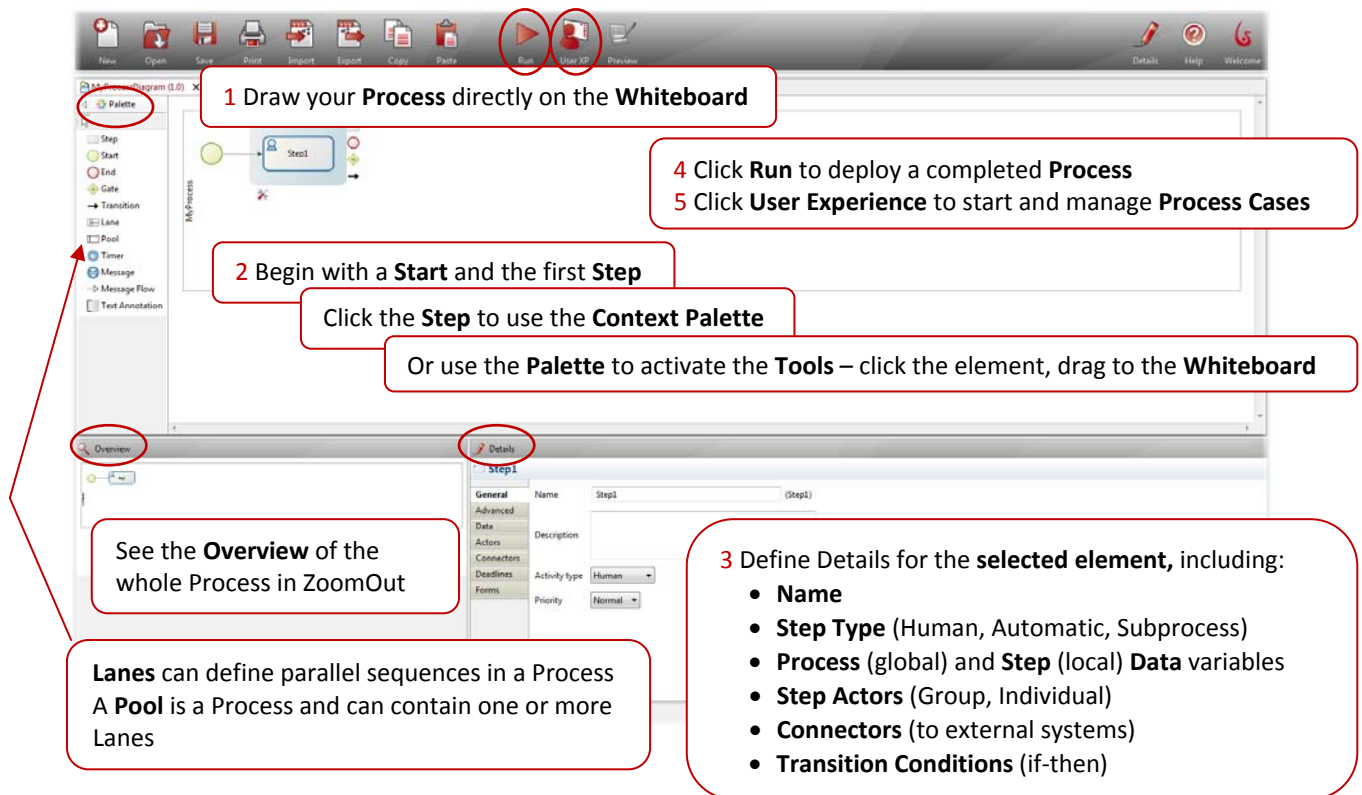 New Open Save Print Import Export Copy Paste Run User XP Preview Details Help Welcome
MyProcessDiagram (1.0)
Palette
1 Draw your Process directly on the Whiteboard
Step
Start
End
Gate
Transition
Lane
Pool
Timer
Message
Message Flow
Text Annotation
Step1
MyProcess
4 Click Run to deploy a completed Process
5 Click User Experience to start and manage Process Cases
2 Begin with a Start and the first Step
Click the Step to use the Context Palette
Or use the Palette to activate the Tools – click the element, drag to the Whiteboard
Overview
See the Overview of the
whole Process in ZoomOut
Lanes can define parallel sequences in a Process
A Pool is a Process and can contain one or more
Lanes
Details
Step1
General
Advanced
Data
Actors
Connectors
Deadlines
Forms
Name Step1 (Step1)
Description
Activity type Human
Priority Normal
3 Define Details for the selected element, including:
• Name
• Step Type (Human, Automatic, Subprocess)
• Process (global) and Step (local) Data variables
• Step Actors (Group, Individual)
• Connectors (to external systems)
• Transition Conditions (if-then)